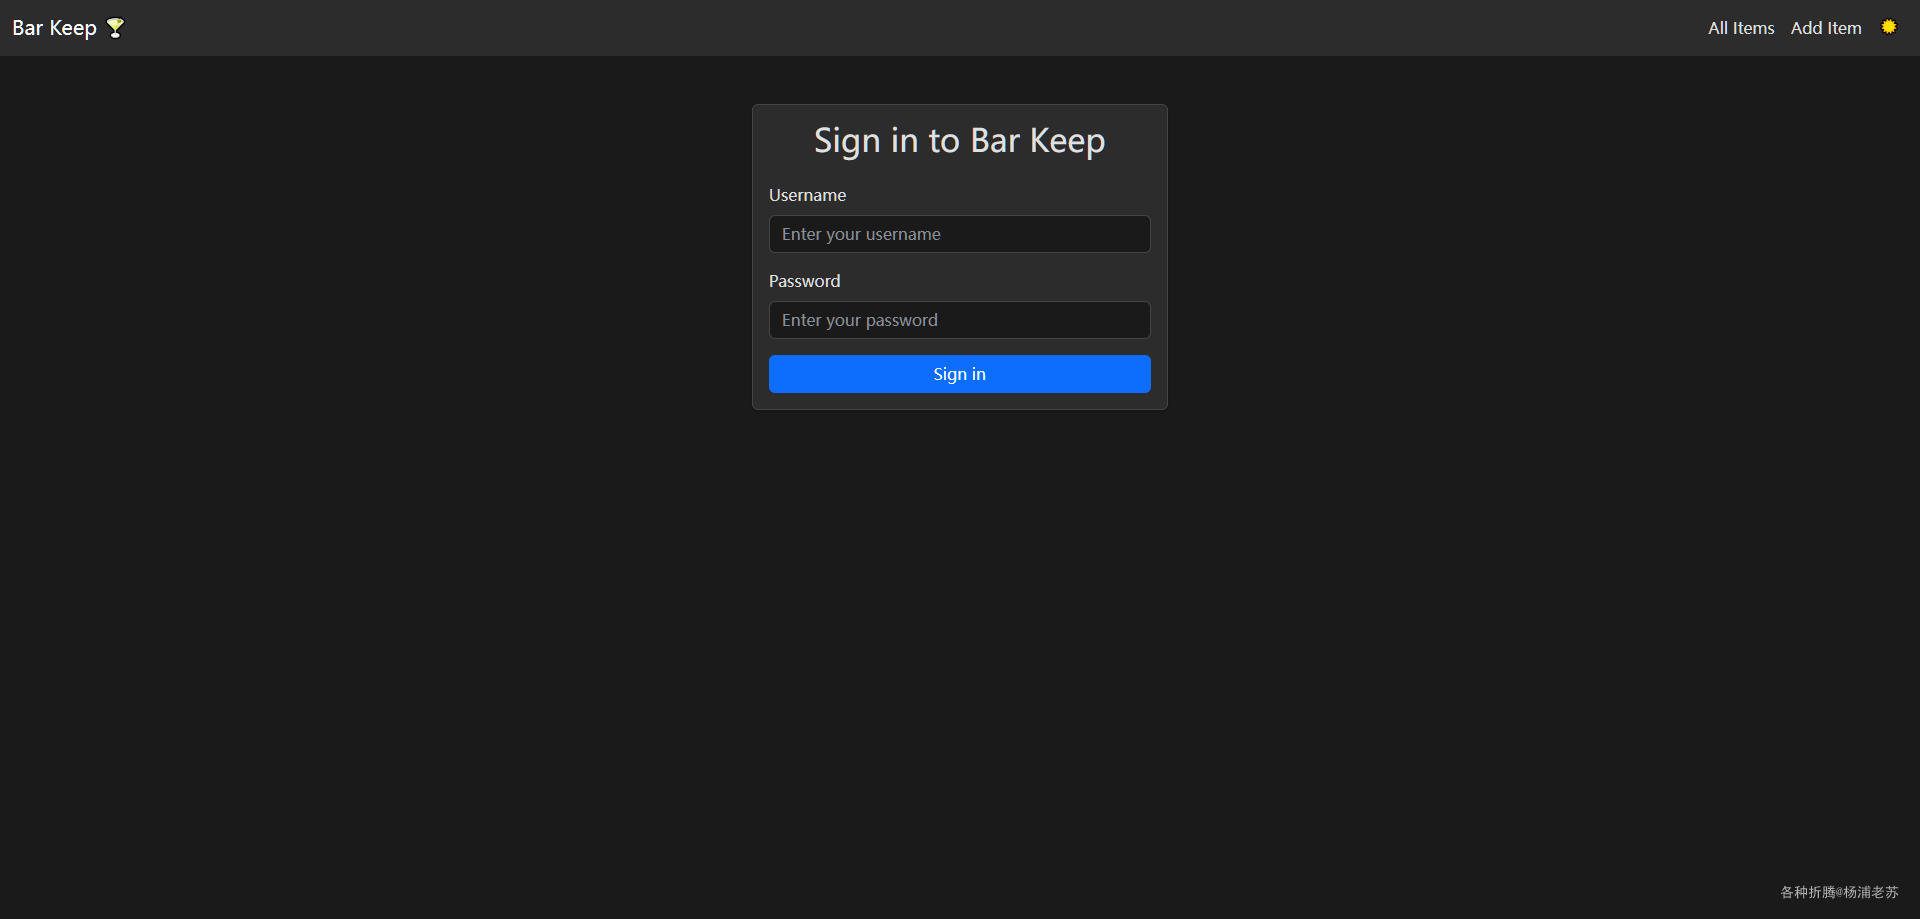 Bar Keep
All Items
Add Item
Sign in to Bar Keep
Username
Enter your username
Password
Enter your password
Sign in
各种折腾@杨浦老苏